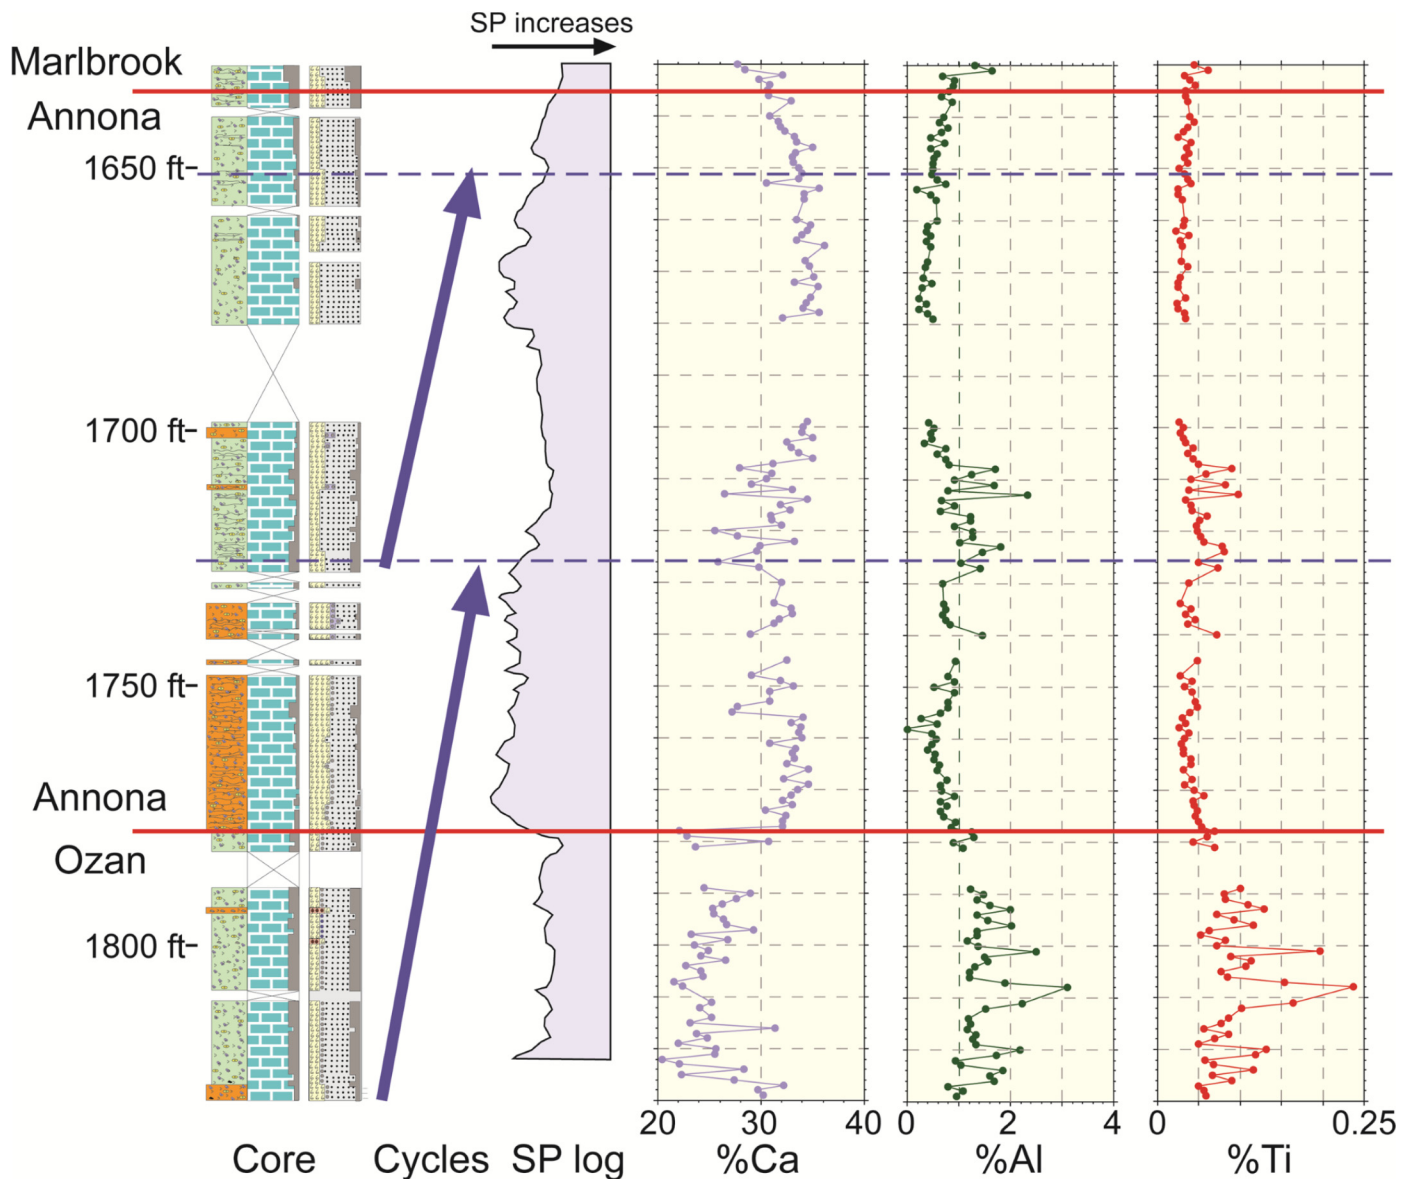 SP increases
Marlbrook
Annona
1650 ft
1700 ft
1750 ft
Annona
Ozan
1800 ft
20 30 40 0 2 4 0 0.25
Core Cycles SP log %Ca %Al %Ti